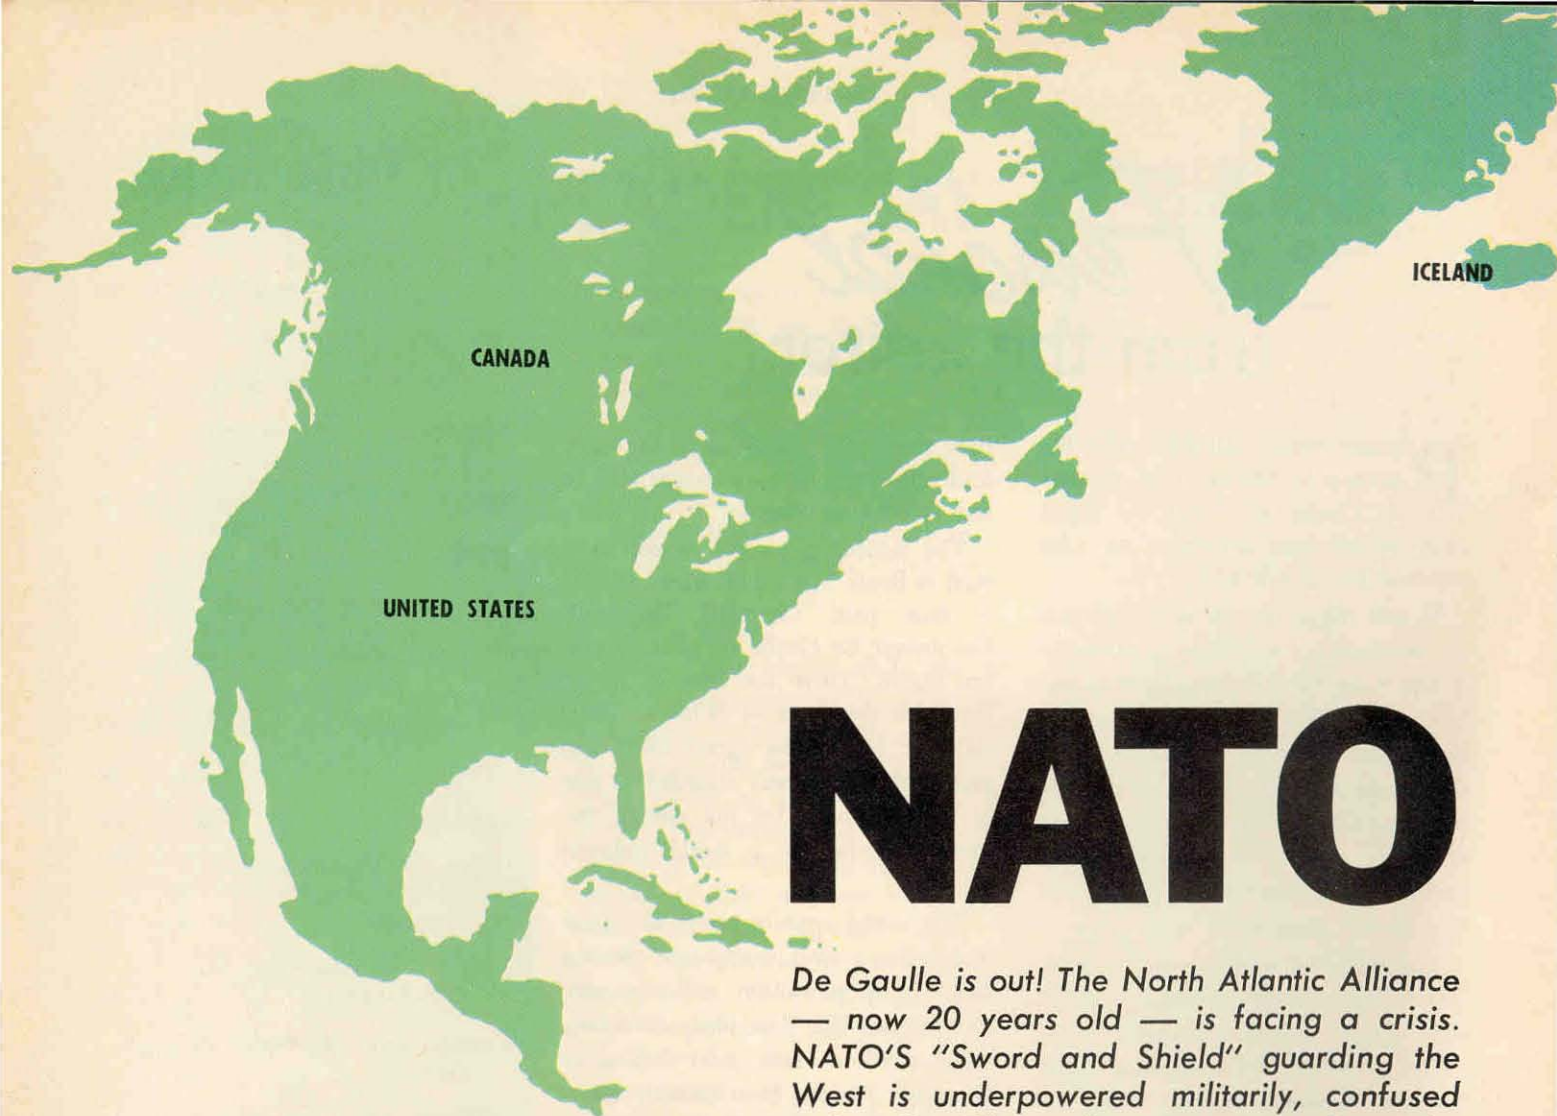 ICELAND
CANADA
UNITED STATES
NATO
De Gaulle is out! The North Atlantic Alliance
— now 20 years old — is facing a crisis.
NATO'S "Sword and Shield" guarding the
West is underpowered militarily, confused